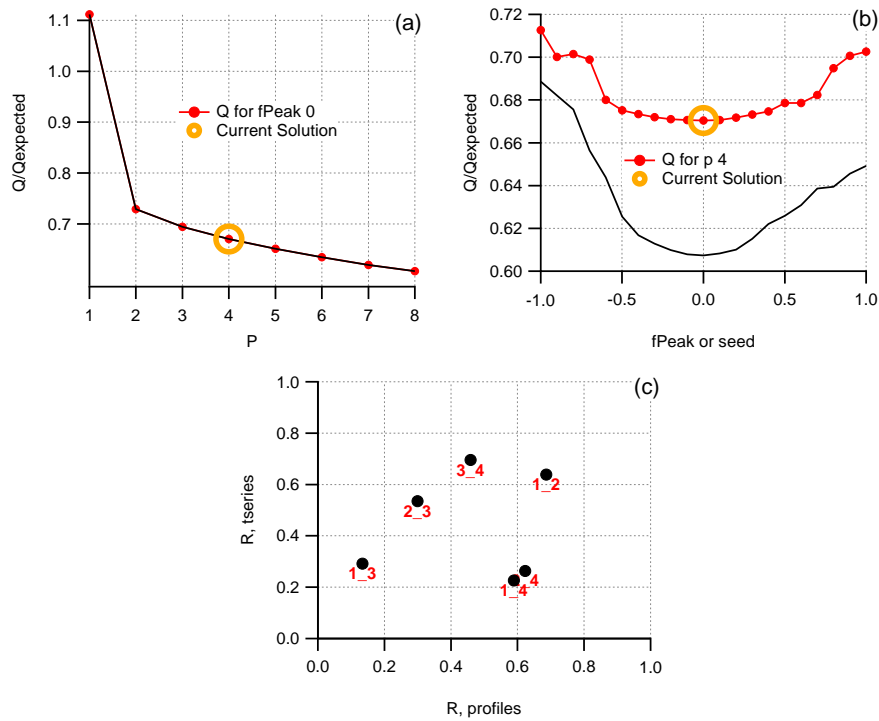 (a)
Q/Qexpected
1.1
1.0
0.9
0.8
0.7
Q for fPeak 0
Current Solution
1 2 3 4 5 6 7 8
P
(b)
Q/Qexpected
0.72
0.70
0.68
0.66
0.64
0.62
0.60
Q for p 4
Current Solution
-1.0 -0.5 0.0 0.5 1.0
fPeak or seed
(c)
R, tseries
1.0
0.8
0.6
0.4
0.2
0.0
3_4
1_2
2_3
1_3
_4
1_4
0.0 0.2 0.4 0.6 0.8 1.0
R, profiles